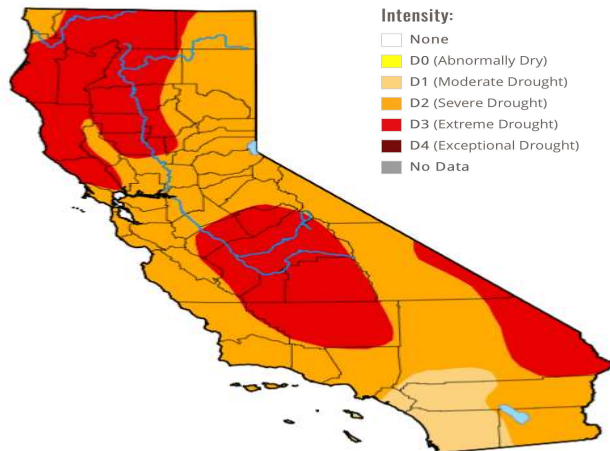 Intensity:
None
D0 (Abnormally Dry)
D1 (Moderate Drought)
D2 (Severe Drought)
D3 (Extreme Drought)
D4 (Exceptional Drought)
No Data